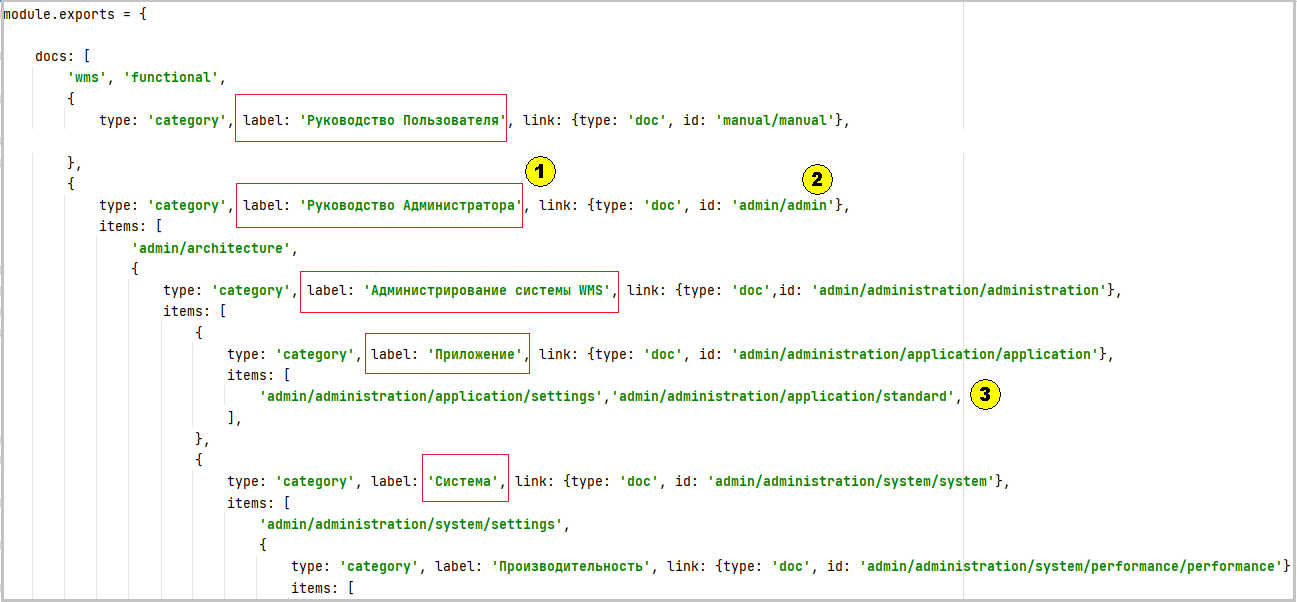 module.exports = {
docs: [
'wms', 'functional',
{
type: 'category', label: 'Руководство Пользователя', link: {type: 'doc', id: 'manual/manual'},
},
1
{
2
type: 'category', label: 'Руководство Администратора', link: {type: 'doc', id: 'admin/admin'},
items: [
'admin/architecture',
{
type: 'category', label: 'Администрирование системы WMS', link: {type: 'doc',id: 'admin/administration/administration'},
items: [
{
type: 'category', label: 'Приложение', link: {type: 'doc', id: 'admin/administration/application/application'},
items: [
'admin/administration/application/settings','admin/administration/application/standard', 3
],
},
{
type: 'category', label: 'Система', link: {type: 'doc', id: 'admin/administration/system/system'},
items: [
'admin/administration/system/settings',
{
type: 'category', label: 'Производительность', link: {type: 'doc', id: 'admin/administration/system/performance/performance'}
items: [